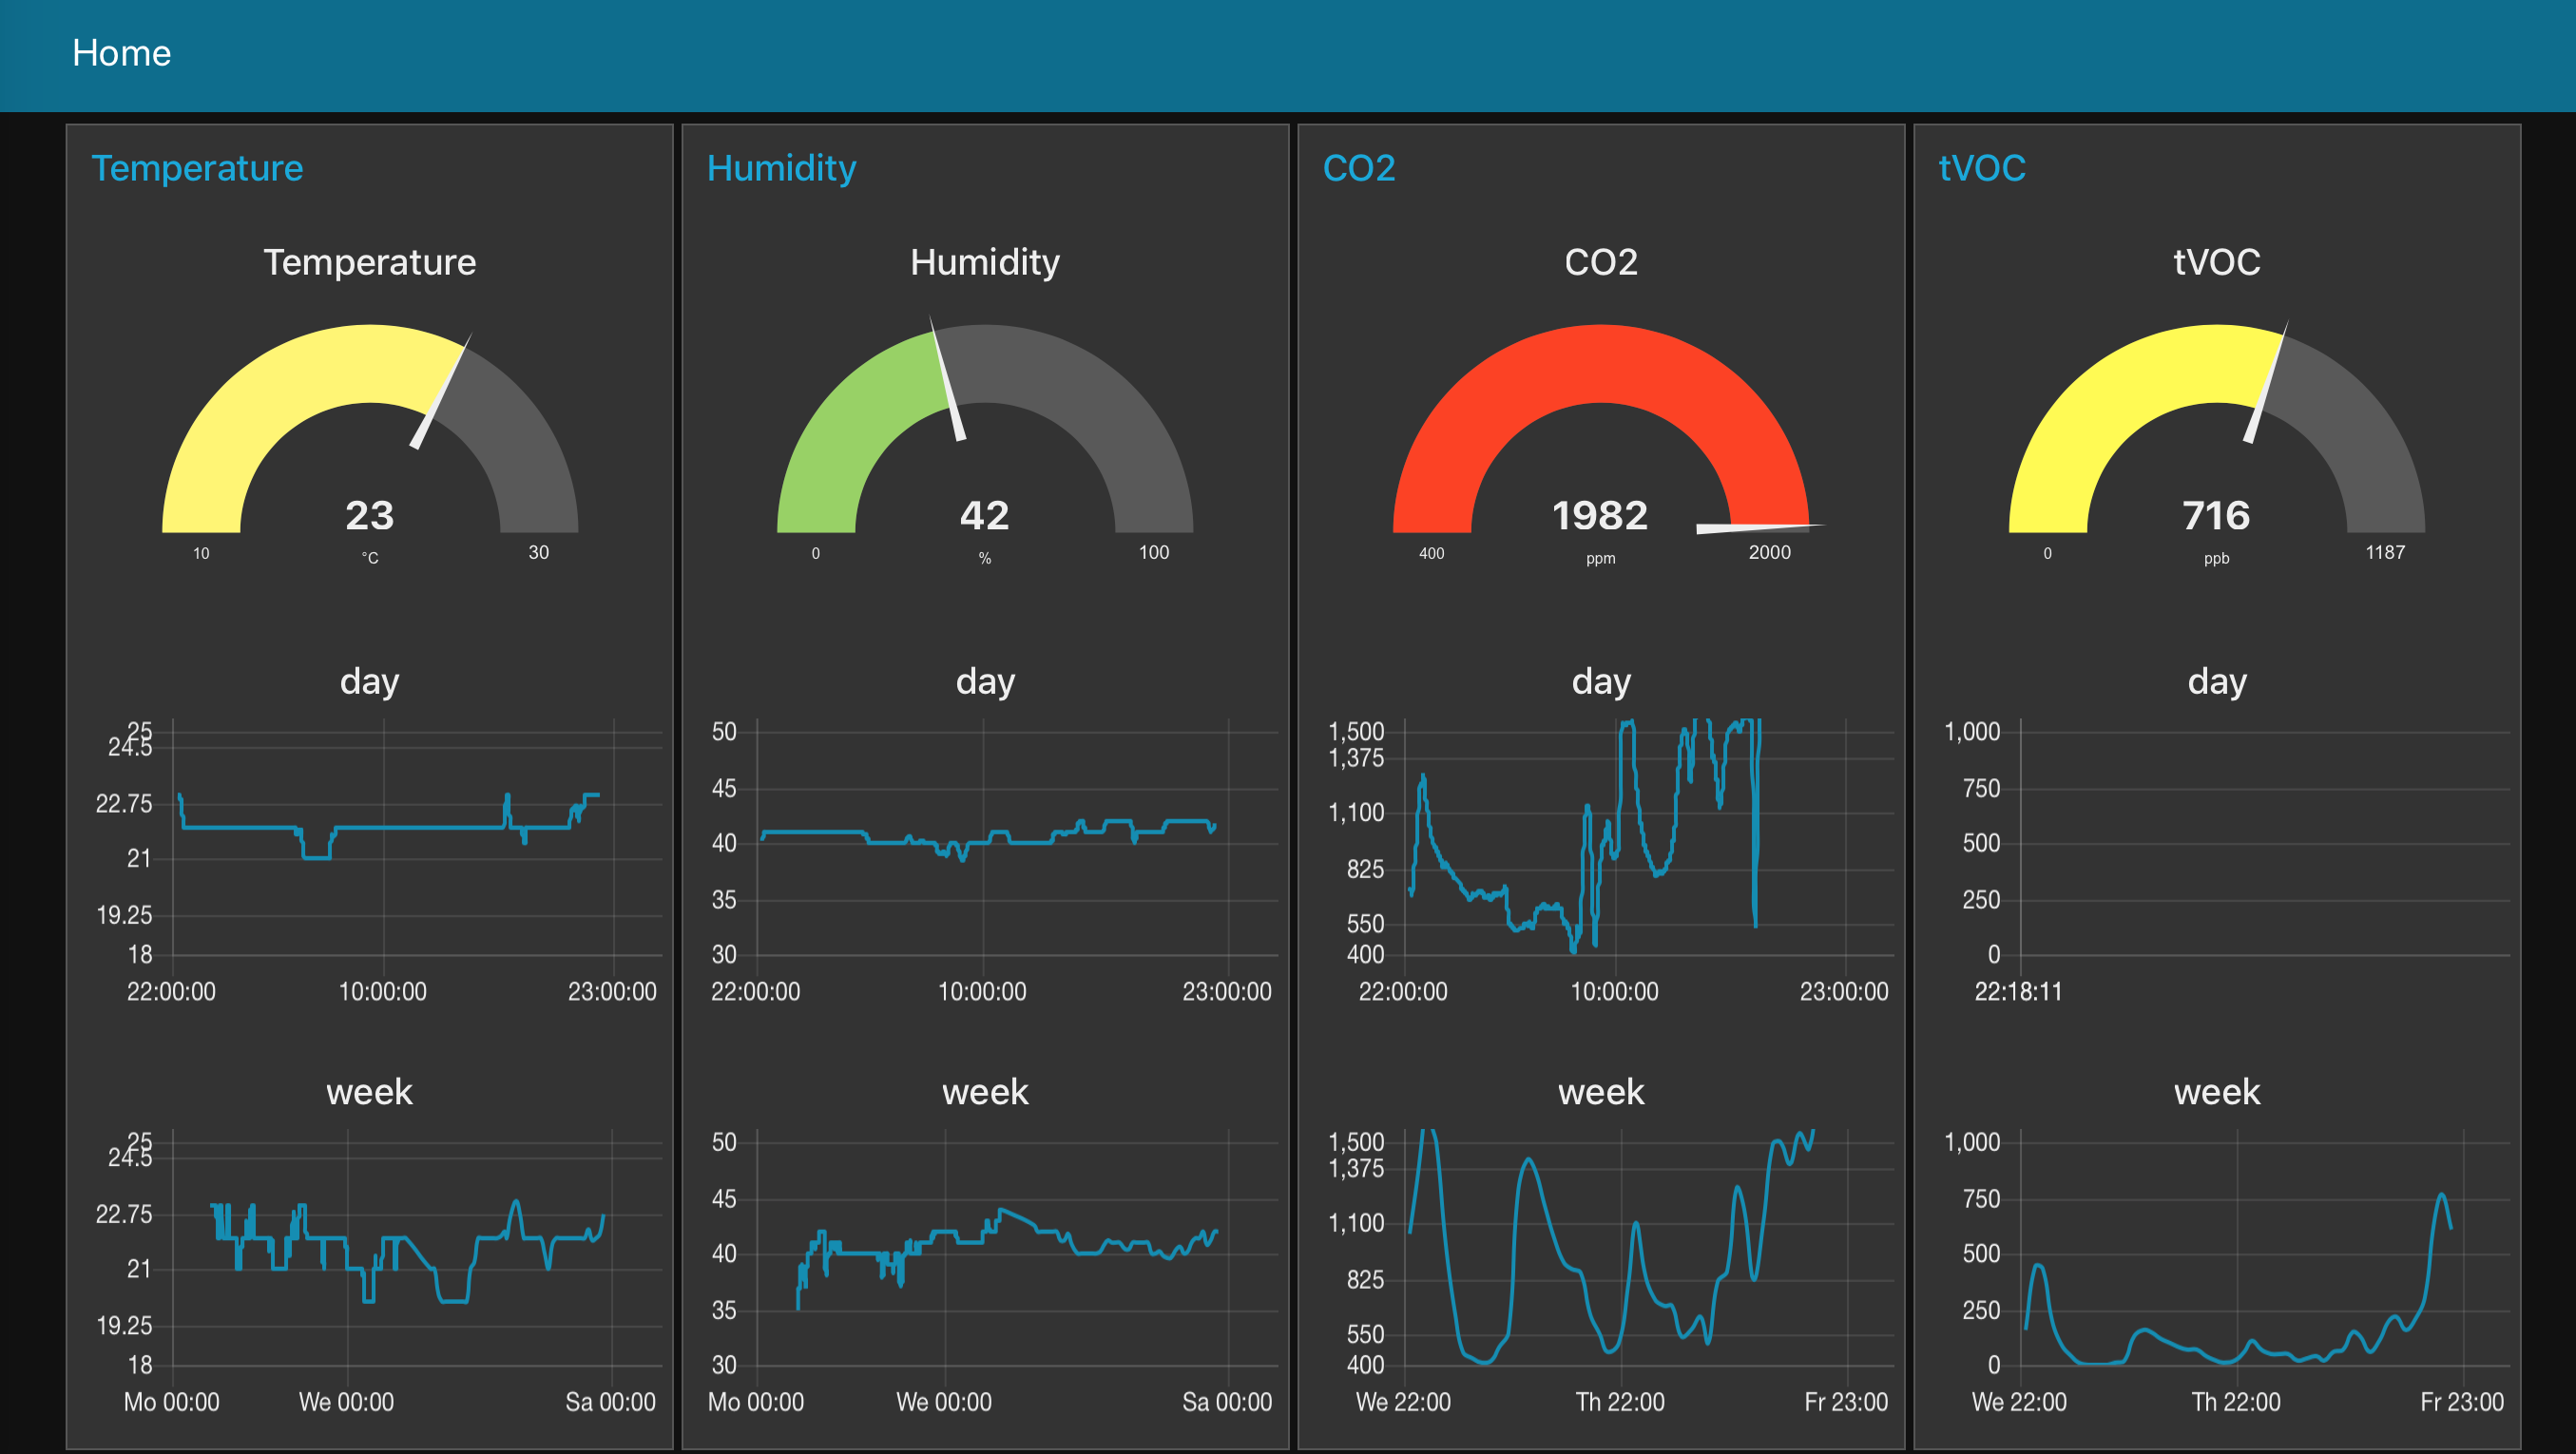 Home
Temperature
Temperature
23
10
°C
30
day
25
24.5
22.75
21
19.25
18
22:00:00
10:00:00
23:00:00
week
25
24.5
22.75
21
19.25
18
Mo 00:00
We 00:00
Sa 00:00
Humidity
Humidity
42
0
%
100
day
50
45
40
35
30
22:00:00
10:00:00
23:00:00
week
50
45
40
35
30
Mo 00:00
We 00:00
Sa 00:00
CO2
CO2
1982
400
ppm
2000
day
1,500
1,375
1,100
825
550
400
22:00:00
10:00:00
23:00:00
week
1,500
1,375
1,100
825
550
400
We 22:00
Th 22:00
Fr 23:00
tVOC
tVOC
716
0
ppb
1187
day
1,000
750
500
250
0
22:18:11
week
1,000
750
500
250
0
We 22:00
Th 22:00
Fr 23:00